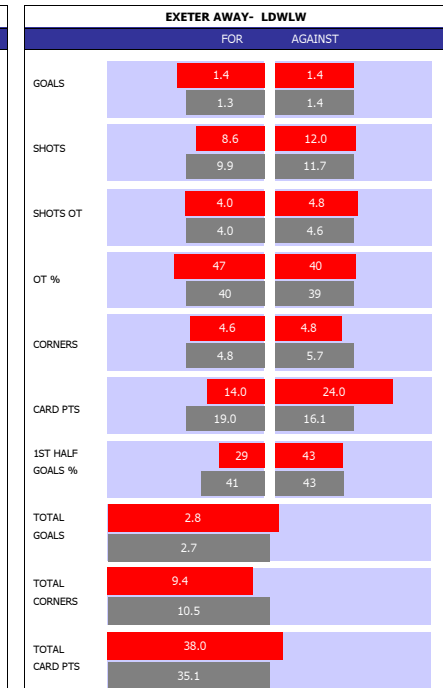 EXETER AWAY- LDWLW
FOR AGAINST
GOALS
1.4 1.4
1.3 1.4
SHOTS
8.6 12.0
9.9 11.7
SHOTS OT
4.0 4.8
4.0 4.6
OT %
47 40
40 39
CORNERS
4.6 4.8
4.8 5.7
CARD PTS
14.0 24.0
19.0 16.1
1ST HALF
GOALS %
29 43
41 43
TOTAL
GOALS
2.8
2.7
TOTAL
CORNERS
9.4
10.5
TOTAL
CARD PTS
38.0
35.1